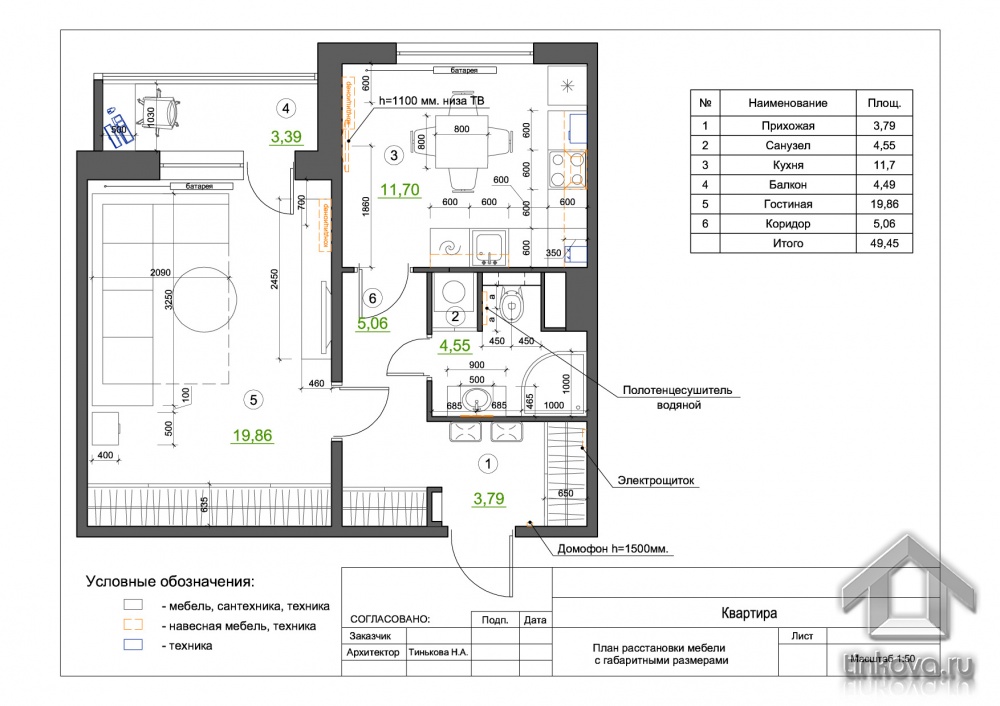 батарея
h=1100 мм. низа ТВ
кондиционер
600
1030
500
4
3,39
800
800
600
3
11,70
600
600
600
600
600
600
600
1860
350
батарея
700
кондиционер
2090
3250
2450
6
5,06
2
4,55
a
a
450
450
900
500
685
685
465
1000
1000
460
100
5
19,86
500
400
635
1
3,79
650
Полотенцесушитель
водяной
Электрощиток
Домофон h=1500мм.
№ Наименование Площ.
1 Прихожая 3,79
2 Санузел 4,55
3 Кухня 11,7
4 Балкон 4,49
5 Гостиная 19,86
6 Коридор 5,06
Итого 49,45
Условные обозначения:
- мебель, сантехника, техника
- навесная мебель, техника
- техника
СОГЛАСОВАНО: Подп. Дата
Заказчик
Архитектор Тинькова Н.А.
Квартира
План расстановки мебели
с габаритными размерами
Лист
Масштаб 1:50
tinkova.ru